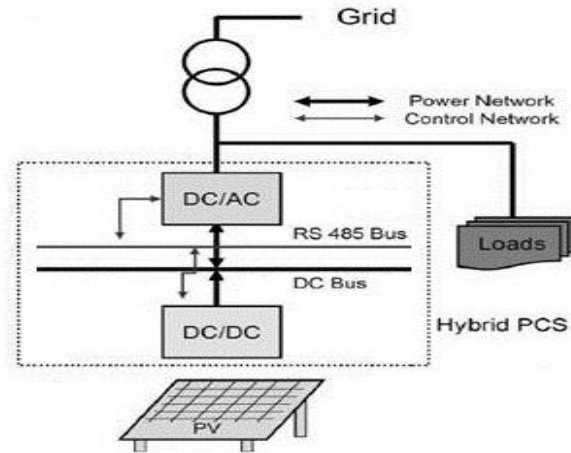 Grid
Power Network
Control Network
DC/AC
RS 485 Bus
Loads
DC Bus
DC/DC
Hybrid PCS
PV